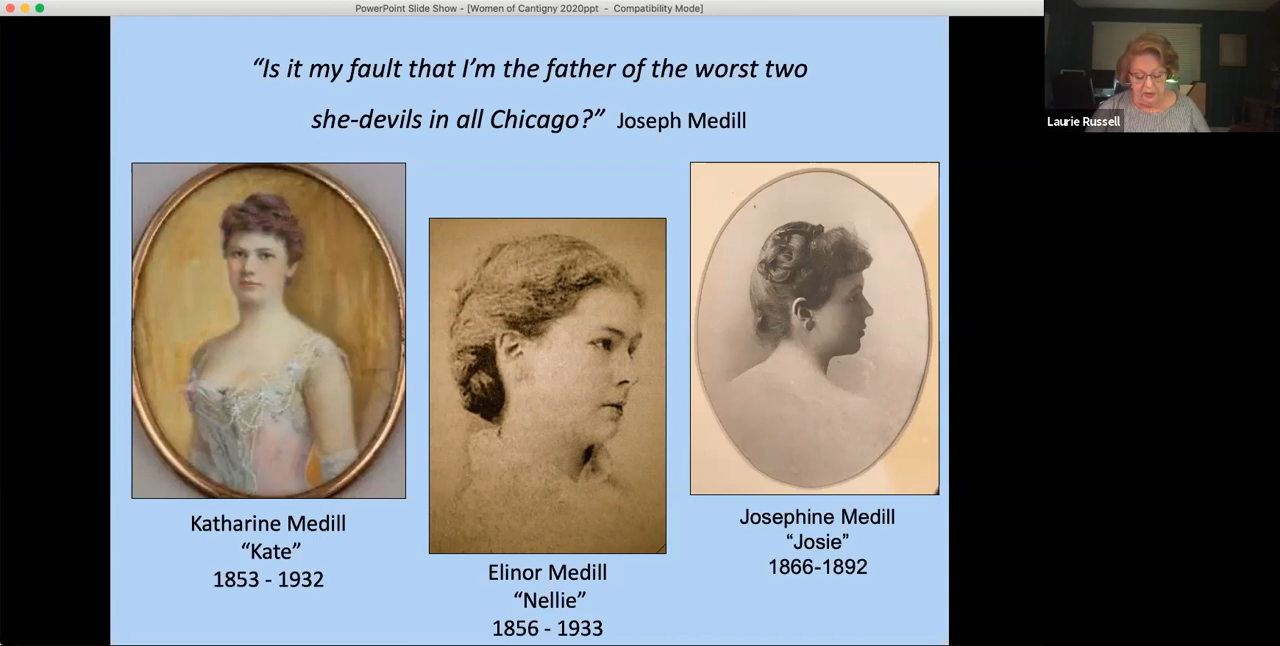 PowerPoint Slide Show - [Women of Cantigny 2020ppt - Compatibility Mode]
“Is it my fault that I’m the father of the worst two
she-devils in all Chicago?” Joseph Medill
Laurie Russell
Katharine Medill
“Kate”
1853 - 1932
Elinor Medill
“Nellie”
1856 - 1933
Josephine Medill
“Josie”
1866-1892